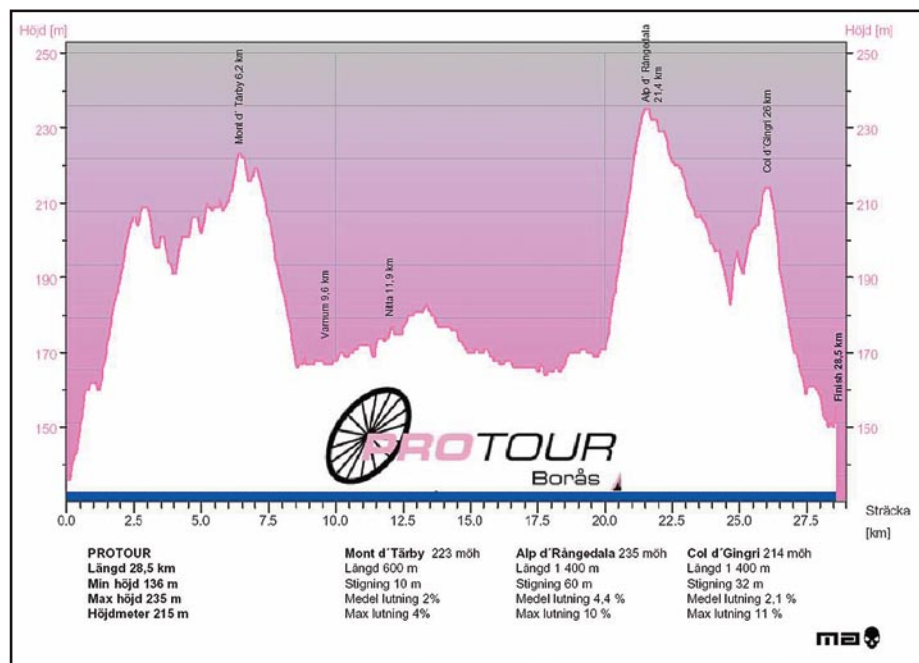 Höjd [m]
Höjd [m]
250
230
210
190
170
150
250
230
210
190
170
150
Mont d´ Tärby 6,2 km
Varnum 9,6 km
Nitta 11,9 km
Alp d´ Rångedala
21,4 km
Col d´Gingri 26 km
Finish 28,5 km
PROTOUR
Borås
0.0 2.5 5.0 7.5 10.0 12.5 15.0 17.5 20.0 22.5 25.0 27.5
Sträcka
[km]
PROTOUR
Längd 28,5 km
Min höjd 136 m
Max höjd 235 m
Höjdmeter 215 m
Mont d´Tärby 223 möh
Längd 600 m
Stigning 10 m
Medel lutning 2%
Max lutning 4%
Alp d´Rångedala 235 möh
Längd 1 400 m
Stigning 60 m
Medel lutning 4,4 %
Max lutning 10 %
Col d´Gingri 214 möh
Längd 1 400 m
Stigning 32 m
Medel lutning 2,1 %
Max lutning 11 %
ma